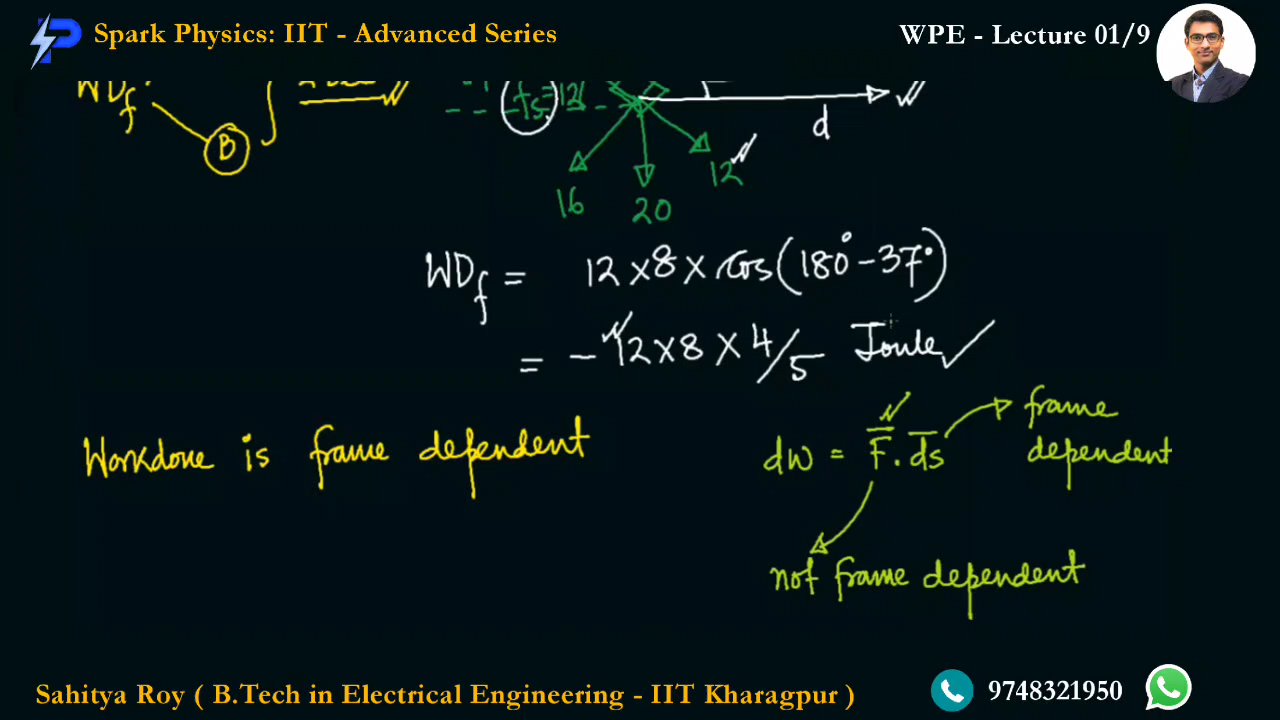 Spark Physics: IIT - Advanced Series
WPE - Lecture 01/9
WDf
B
fs=12
d
12
16
20
WDf = 12 x 8 x cos(180° - 37°)
= - 12 x 8 x 4/5 Joule
Workdone is frame dependent
dw = F . ds
frame
dependent
not frame dependent
Sahitya Roy ( B.Tech in Electrical Engineering - IIT Kharagpur )
9748321950